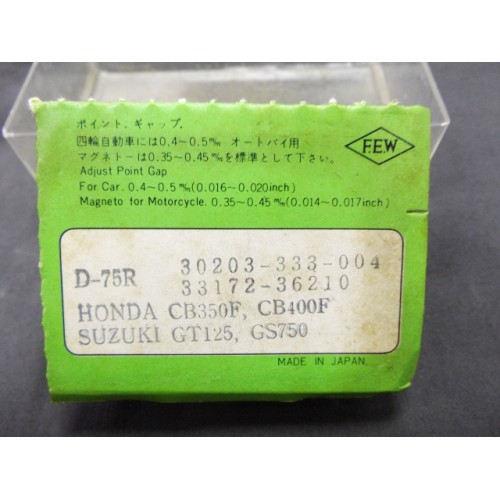 ポイント．ギャップ．
四輪自動車には0.4～0.5㎜ オートバイ用
マグネトーは0.35～0.45㎜を標準として下さい。
Adjust Point Gap
For Car. 0.4～0.5㎜(0.016～0.020inch)
Magneto for Motorcycle. 0.35～0.45㎜(0.014～0.017inch)
F.E.W
D-75R 30203-333-004
33172-36210
HONDA CB350F, CB400F
SUZUKI GT125, GS750
MADE IN JAPAN.